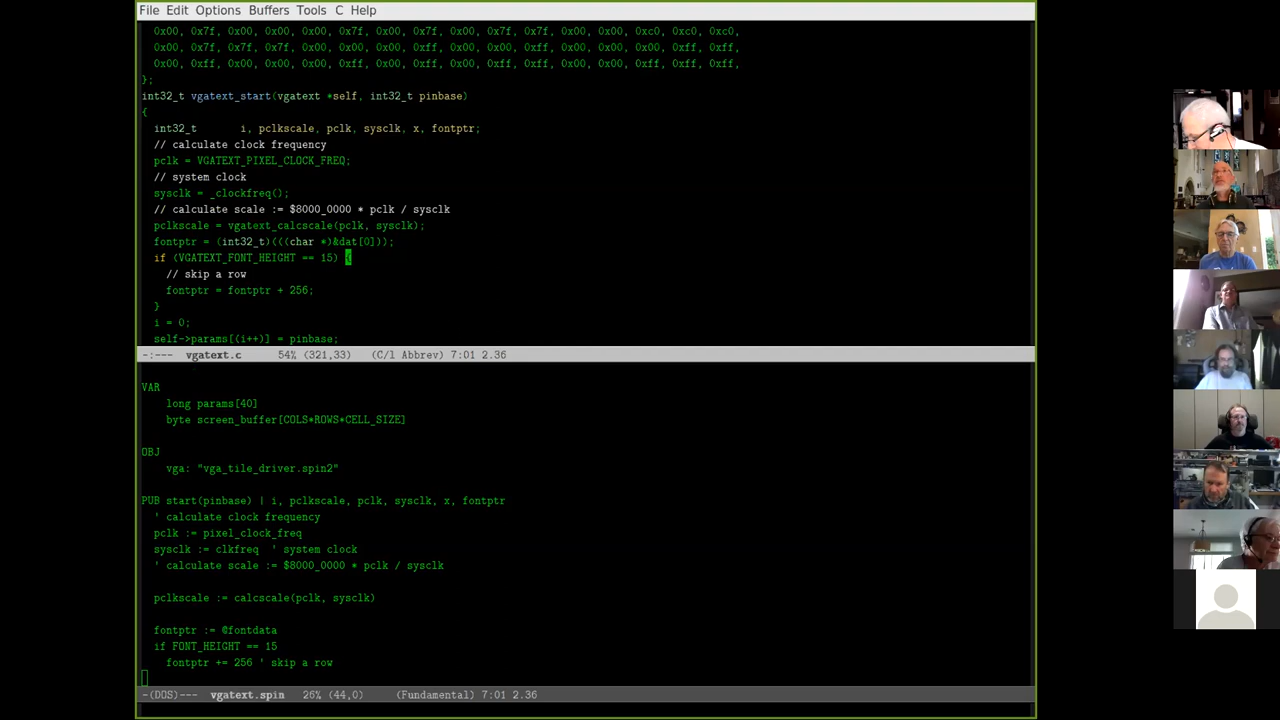 File Edit Options Buffers Tools C Help
0x00, 0x7f, 0x00, 0x00, 0x00, 0x7f, 0x00, 0x7f, 0x00, 0x7f, 0x7f, 0x00, 0x00, 0xc0, 0xc0, 0xc0,
0x00, 0x7f, 0x7f, 0x7f, 0x00, 0x00, 0x00, 0xff, 0x00, 0x00, 0xff, 0x00, 0x00, 0x00, 0xff, 0xff,
0x00, 0xff, 0x00, 0x00, 0x00, 0xff, 0x00, 0xff, 0x00, 0xff, 0xff, 0x00, 0x00, 0xff, 0xff, 0xff,
};
int32_t vgatext_start(vgatext *self, int32_t pinbase)
{
int32_t i, pclkscale, pclk, sysclk, x, fontptr;
// calculate clock frequency
pclk = VGATEXT_PIXEL_CLOCK_FREQ;
// system clock
sysclk = _clockfreq();
// calculate scale := $8000_0000 * pclk / sysclk
pclkscale = vgatext_calcscale(pclk, sysclk);
fontptr = (int32_t)(((char *)&dat[0]));
if (VGATEXT_FONT_HEIGHT == 15) {
// skip a row
fontptr = fontptr + 256;
}
i = 0;
self->params[(i++)] = pinbase;
-:--- vgatext.c 54% (321,33) (C/l Abbrev) 7:01 2.36
VAR
long params[40]
byte screen_buffer[COLS*ROWS*CELL_SIZE]
OBJ
vga: "vga_tile_driver.spin2"
PUB start(pinbase) | i, pclkscale, pclk, sysclk, x, fontptr
' calculate clock frequency
pclk := pixel_clock_freq
sysclk := clkfreq ' system clock
' calculate scale := $8000_0000 * pclk / sysclk
pclkscale := calcscale(pclk, sysclk)
fontptr := @fontdata
if FONT_HEIGHT == 15
fontptr += 256 ' skip a row
-(DOS)--- vgatext.spin 26% (44,0) (Fundamental) 7:01 2.36